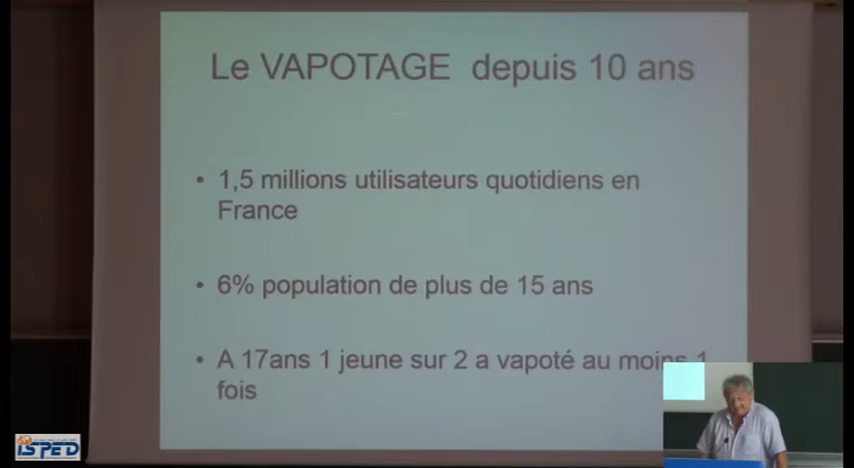 Le VAPOTAGE depuis 10 ans
• 1,5 millions utilisateurs quotidiens en
France
• 6% population de plus de 15 ans
• A 17ans 1 jeune sur 2 a vapoté au moins 1
fois
ISPED